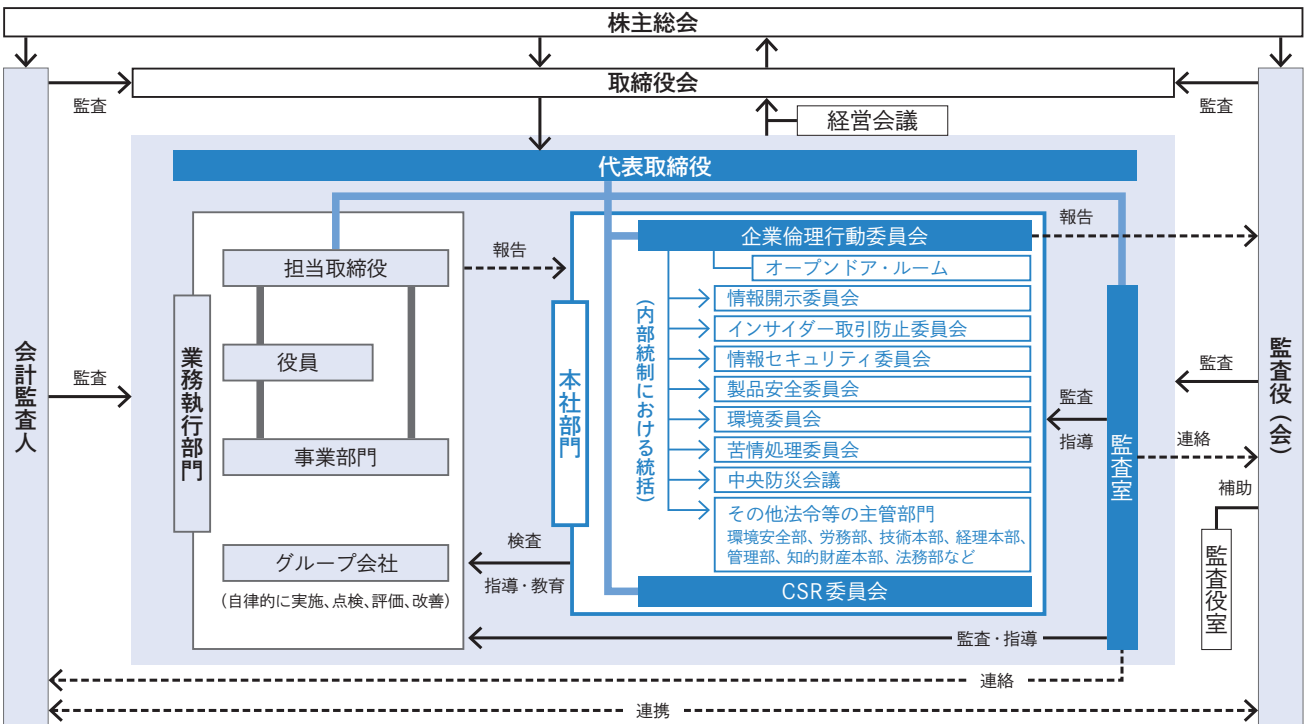 株主総会
取締役会
監査
監査
経営会議
代表取締役
会計監査人
監査
業務執行部門
担当取締役
役員
事業部門
グループ会社
(自律的に実施、点検、評価、改善)
報告
検査
指導・教育
本社部門
(内部統制における統括)
企業倫理行動委員会
オープンドア・ルーム
情報開示委員会
インサイダー取引防止委員会
情報セキュリティ委員会
製品安全委員会
環境委員会
苦情処理委員会
中央防災会議
その他法令等の主管部門
環境安全部、労務部、技術本部、経理本部、
管理部、知的財産本部、法務部など
CSR委員会
報告
監査
指導
監査室
監査
連絡
補助
監査役室
監査役(会)
監査・指導
連絡
連携